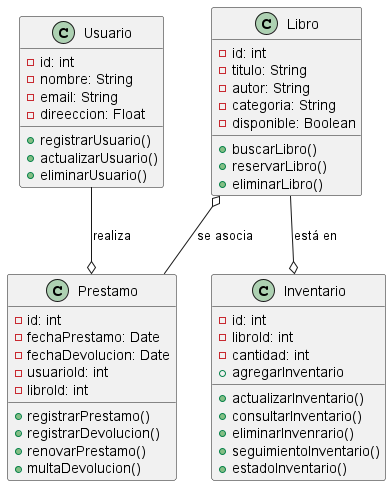 C Usuario
id: int
nombre: String
email: String
direeccion: Float
registrarUsuario()
actualizarUsuario()
eliminarUsuario()
C Libro
id: int
titulo: String
autor: String
categoria: String
disponible: Boolean
buscarLibro()
reservarLibro()
eliminarLibro()
realiza
se asocia
está en
C Prestamo
id: int
fechaPrestamo: Date
fechaDevolucion: Date
usuarioId: int
libroId: int
registrarPrestamo()
registrarDevolucion()
renovarPrestamo()
multaDevolucion()
C Inventario
id: int
libroId: int
cantidad: int
agregarInventario
actualizarInventario()
consultarInventario()
eliminarInvenrario()
seguimientoInventario()
estadoInventario()